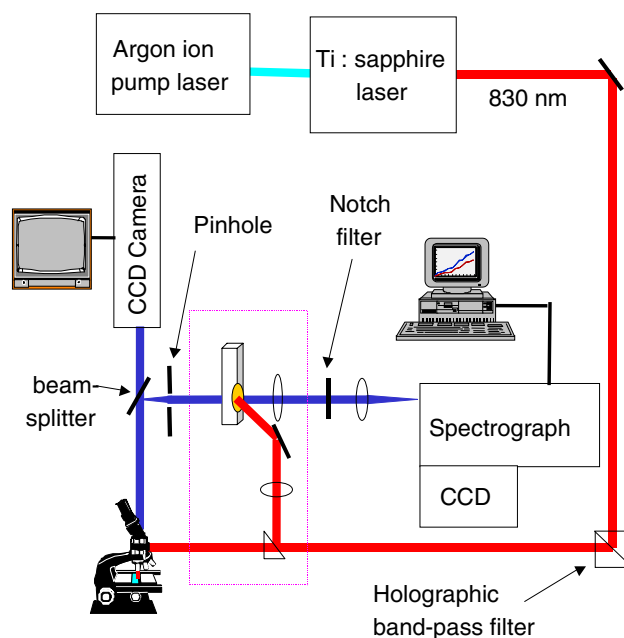 Argon ion
pump laser
Ti : sapphire
laser
830 nm
CCD Camera
Pinhole
Notch
filter
beam-
splitter
Spectrograph
CCD
Holographic
band-pass filter